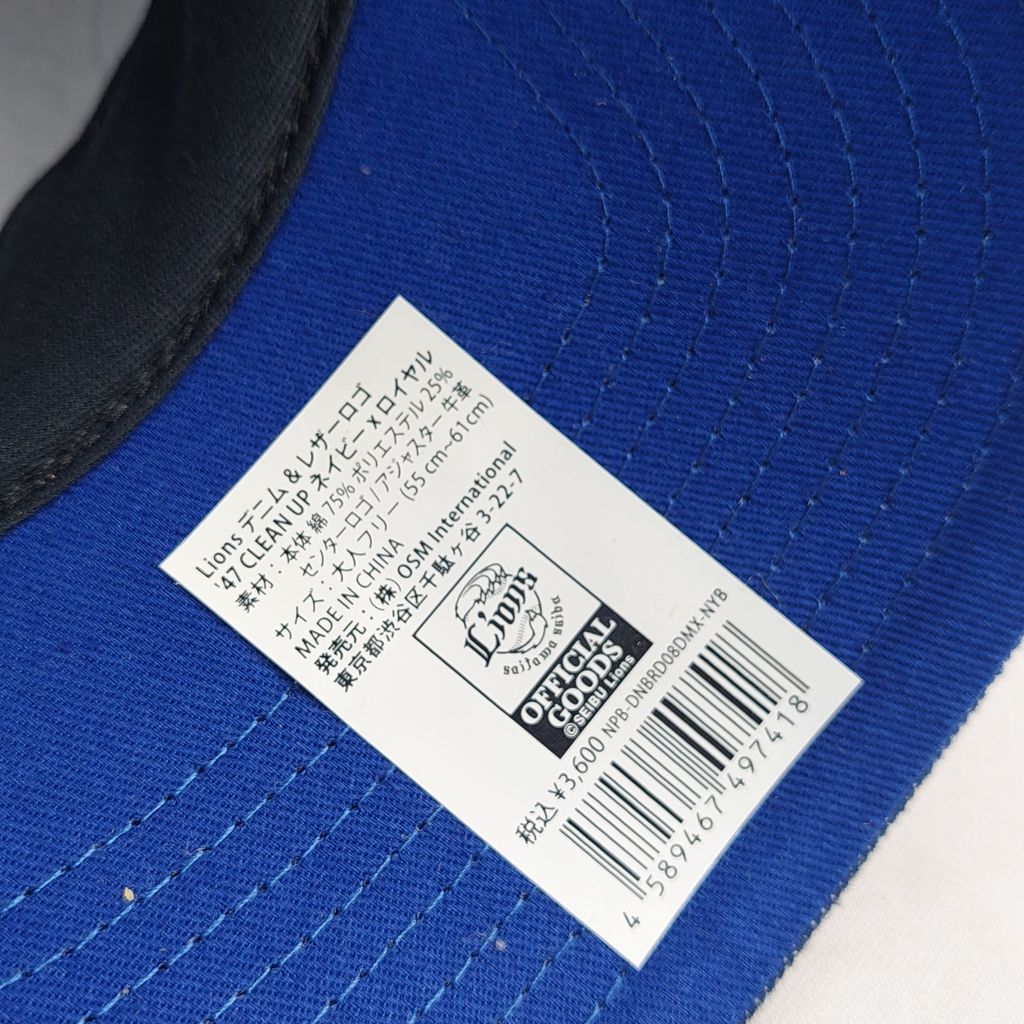 Lions デニム & レザーロゴ
'47 CLEAN UP ネイビー x ロイヤル
素材：本体 綿 75% ポリエステル 25%
センターロゴ / アジャスター 牛革
サイズ：大人フリー (55 cm~61cm)
MADE IN CHINA
発売元：(株) OSM International
東京都渋谷区千駄ヶ谷 3-22-7
Lions
saitama seibu
OFFICIAL
GOODS
©SEIBU Lions
税込 ¥3,600 NPB-DNBRD08DMX-NYB
4 589467 497418